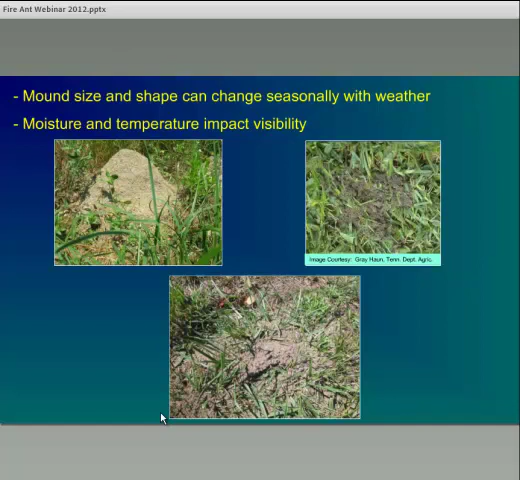 Fire Ant Webinar 2012.pptx
- Mound size and shape can change seasonally with weather
- Moisture and temperature impact visibility
Image Courtesy: Gray Haun, Tenn. Dept. Agric.